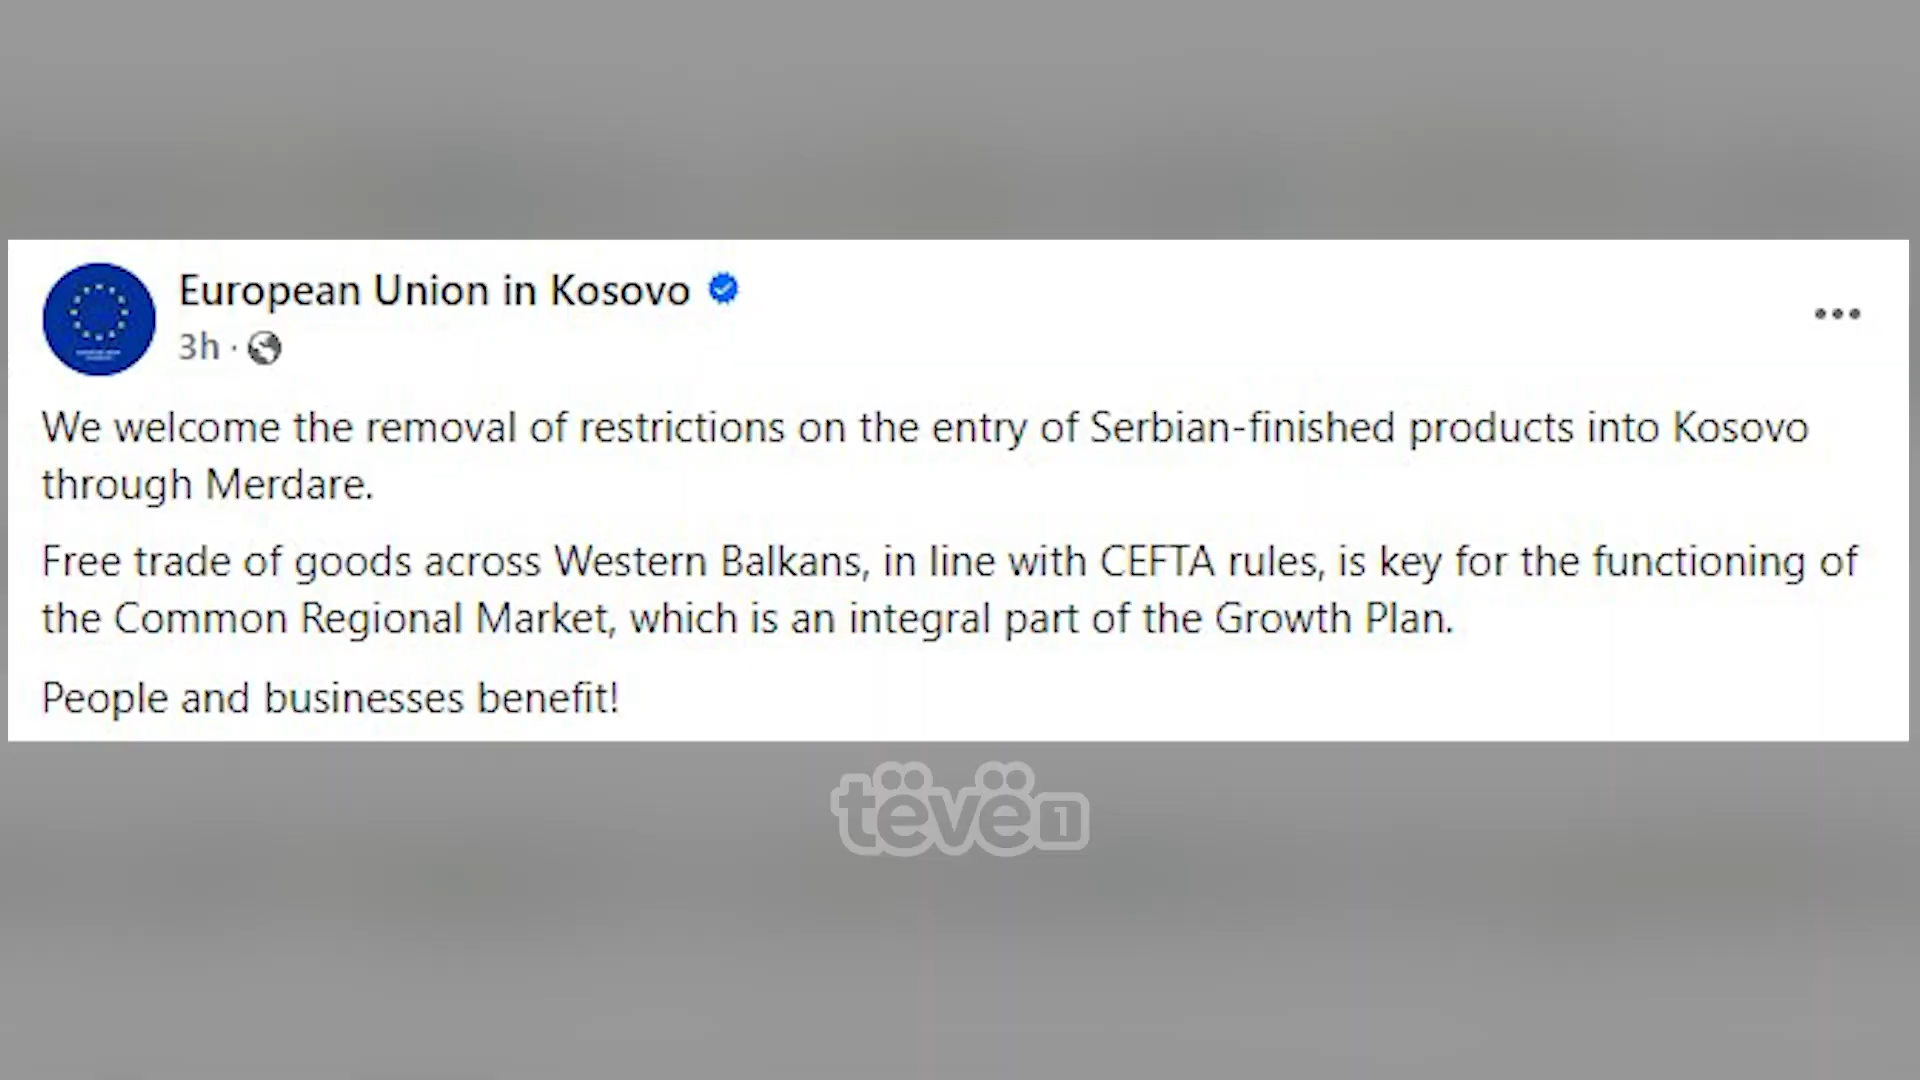 European Union in Kosovo
3h ·
We welcome the removal of restrictions on the entry of Serbian-finished products into Kosovo
through Merdare.
Free trade of goods across Western Balkans, in line with CEFTA rules, is key for the functioning of
the Common Regional Market, which is an integral part of the Growth Plan.
People and businesses benefit!
tëvë1